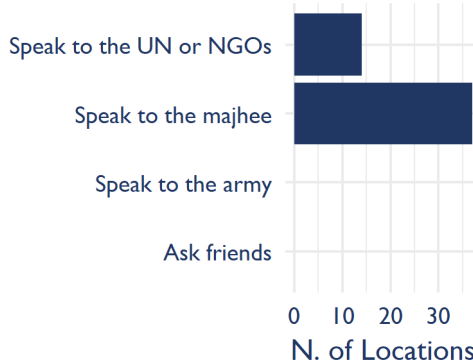 Speak to the UN or NGOs
Speak to the majhee
Speak to the army
Ask friends
0 10 20 30
N. of Locations